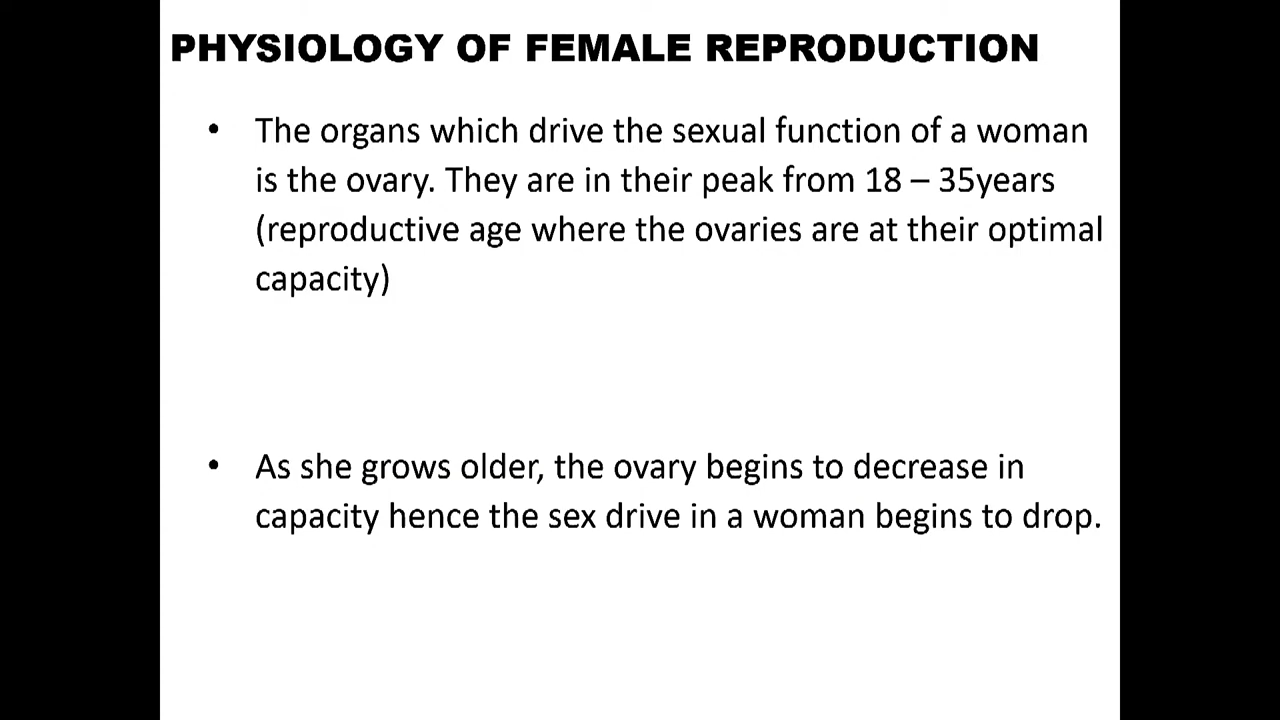 PHYSIOLOGY OF FEMALE REPRODUCTION
• The organs which drive the sexual function of a woman
is the ovary. They are in their peak from 18 – 35years
(reproductive age where the ovaries are at their optimal
capacity)
• As she grows older, the ovary begins to decrease in
capacity hence the sex drive in a woman begins to drop.